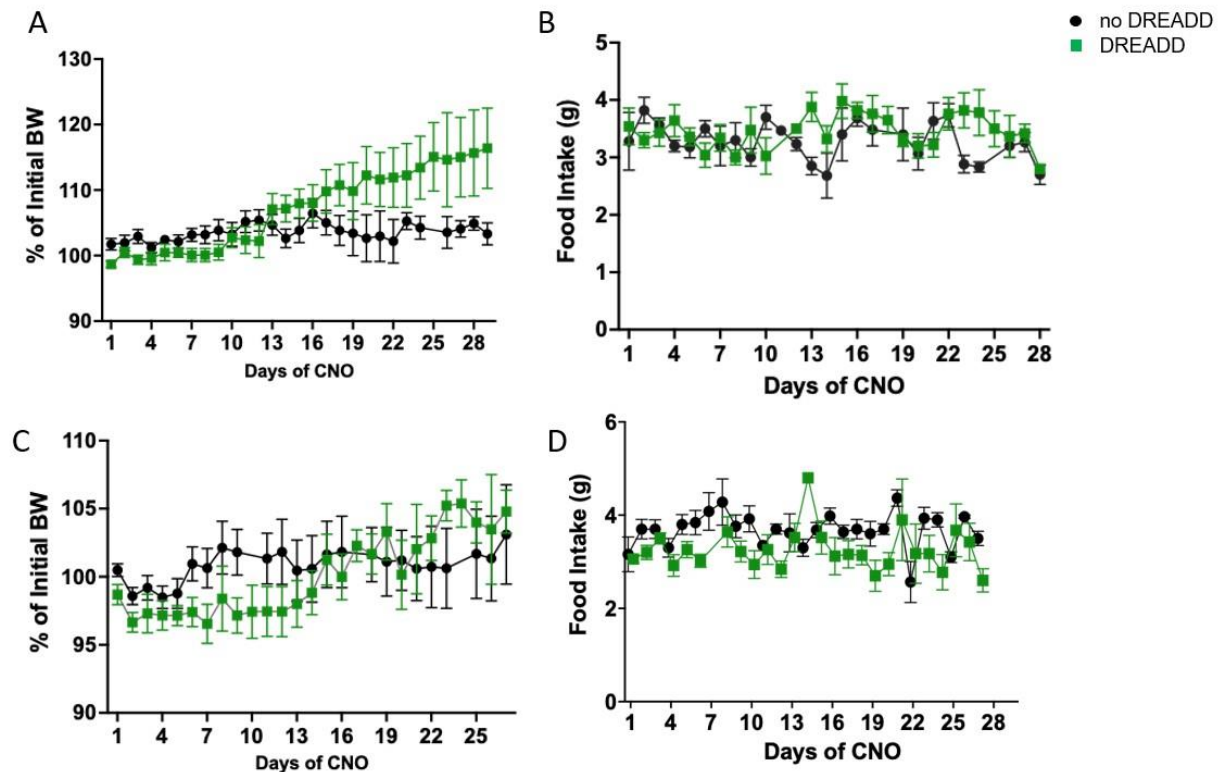 A
B
no DREADD
DREADD
130
120
110
100
90
% of Initial BW
1 4 7 10 13 16 19 22 25 28
Days of CNO
5
4
3
2
1
0
Food Intake (g)
1 4 7 10 13 16 19 22 25 28
Days of CNO
C
D
110
105
100
95
90
% of Initial BW
1 4 7 10 13 16 19 22 25
Days of CNO
6
4
2
0
Food Intake (g)
1 4 7 10 13 16 19 22 25 28
Days of CNO